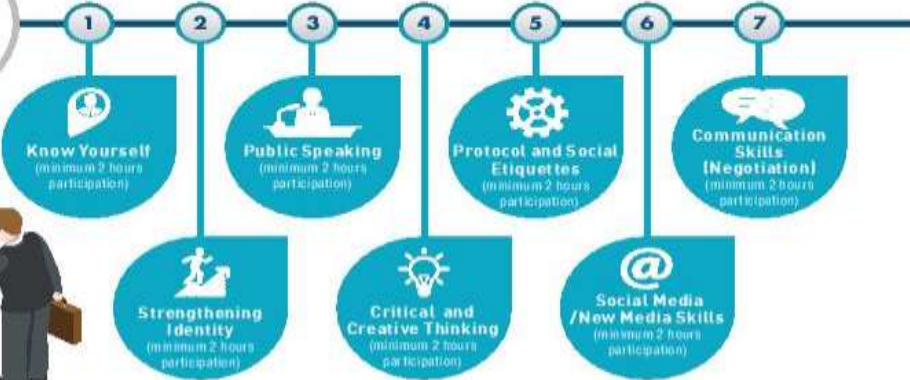 1
2
3
4
5
6
7
Know Yourself
(minimum 2 hours
participation)
Strengthening
Identity
(minimum 2 hours
participation)
Public Speaking
(minimum 2 hours
participation)
Critical and
Creative Thinking
(minimum 2 hours
participation)
Protocol and Social
Etiquettes
(minimum 2 hours
participation)
@
Social Media
/New Media Skills
(minimum 2 hours
participation)
Communication
Skills
(Negotiation)
(minimum 2 hours
participation)